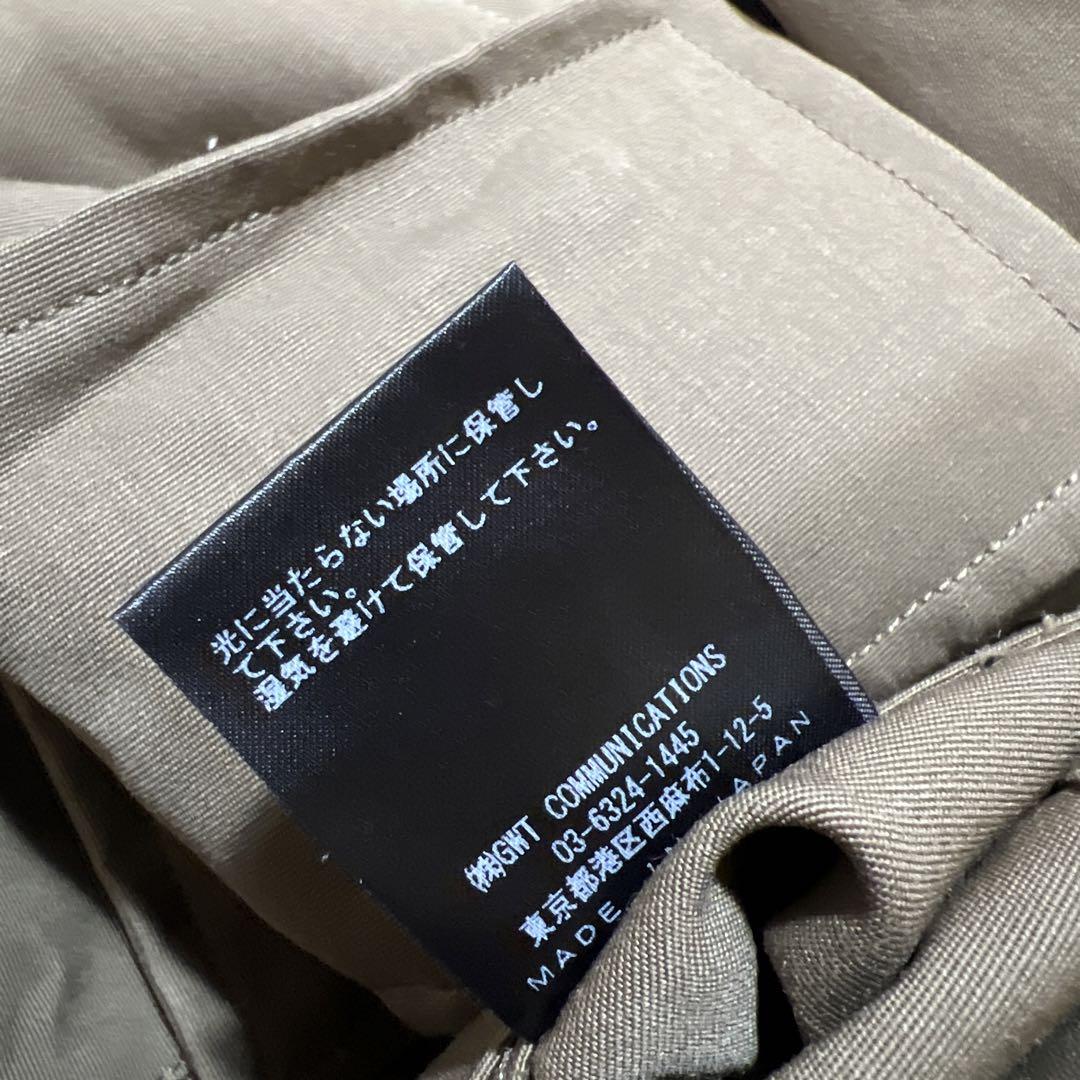 光に当たらない場所に保管し
て下さい。
湿気を避けて保管して下さい。
㈱GWT COMMUNICATIONS
03-6324-1445
東京都港区西麻布1-12-5
MADE IN JAPAN